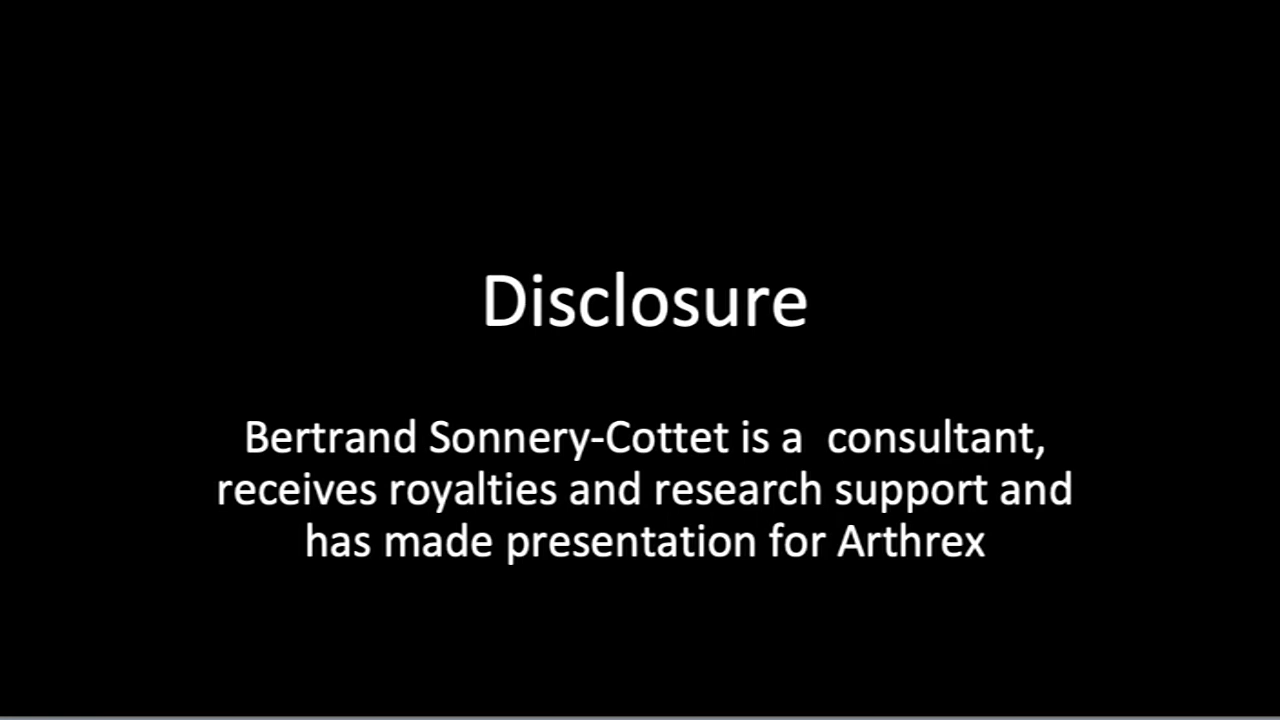 Disclosure
Bertrand Sonnery-Cottet is a  consultant,
receives royalties and research support and
has made presentation for Arthrex